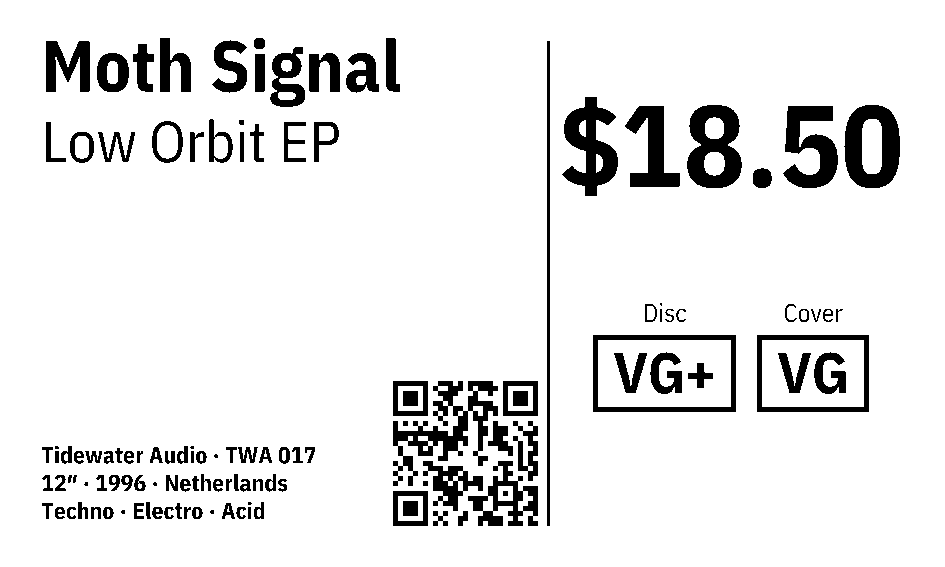 Moth Signal
Low Orbit EP
$18.50
Disc
Cover
VG+
VG
Tidewater Audio · TWA 017
12″ · 1996 · Netherlands
Techno · Electro · Acid